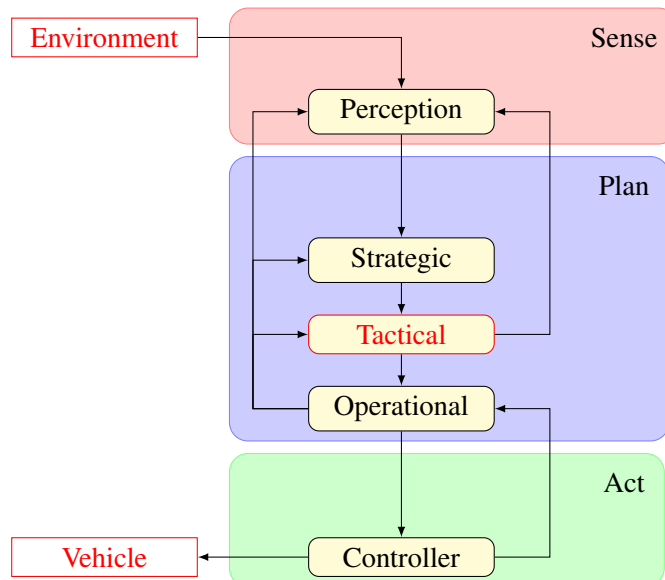 Environment
Sense
Perception
Plan
Strategic
Tactical
Operational
Act
Vehicle
Controller